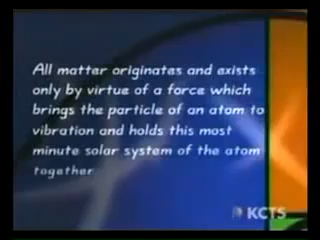 All matter originates and exists
only by virtue of a force which
brings the particle of an atom to
vibration and holds this most
minute solar system of the atom
together
KCTS